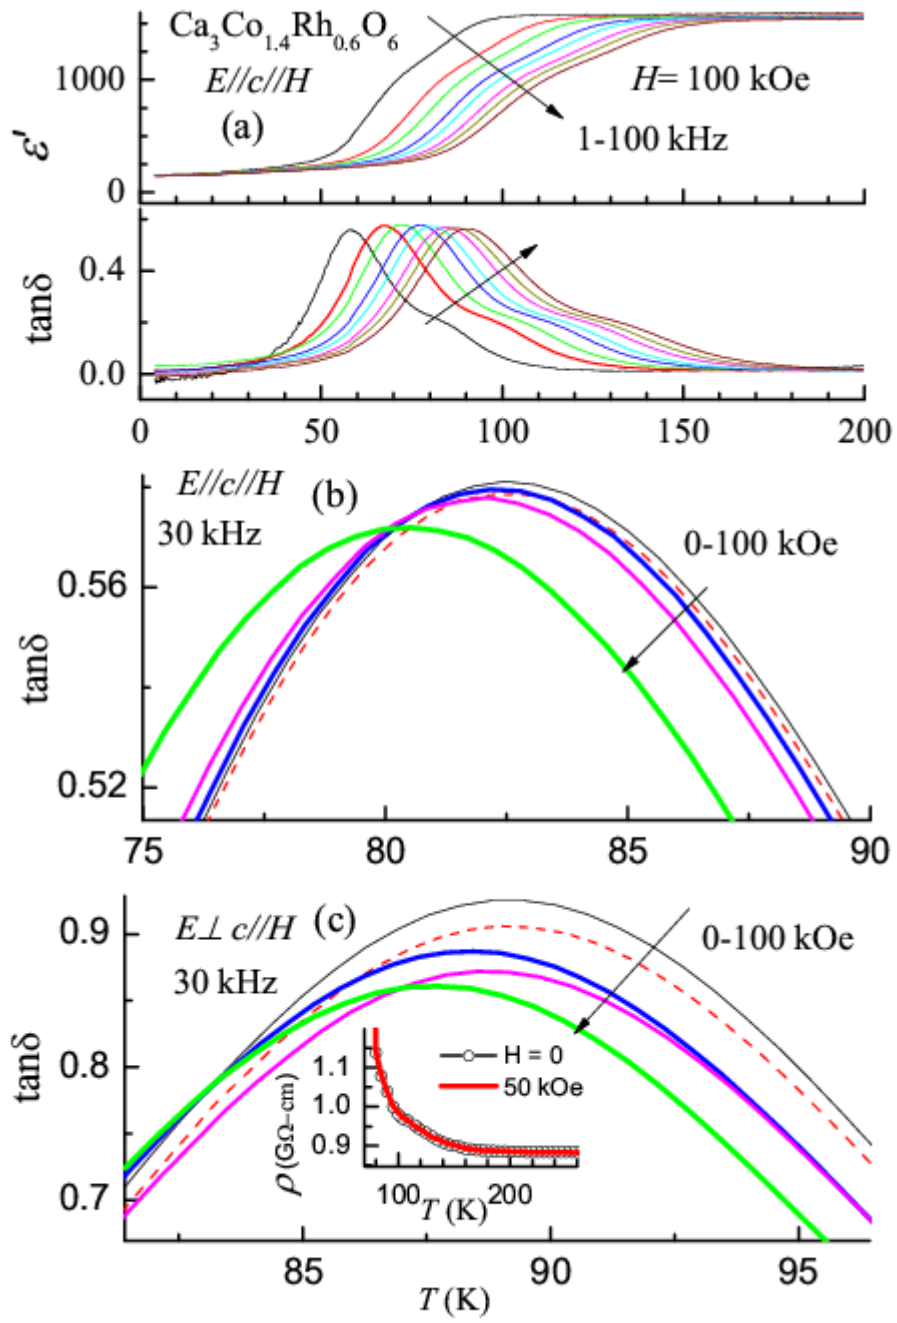 Ca3Co1.4Rh0.6O6
E//c//H
H= 100 kOe
(a)
1-100 kHz
1000
0
ε'
0.4
0.0
tanδ
0 50 100 150 200
E//c//H
(b)
30 kHz
0-100 kOe
0.56
0.52
tanδ
75 80 85 90
E⊥ c//H
(c)
0-100 kOe
30 kHz
0.9
0.8
0.7
tanδ
H = 0
50 kOe
1.1
1.0
0.9
ρ (GΩ−cm)
100 200
T (K)
85 90 95
T (K)